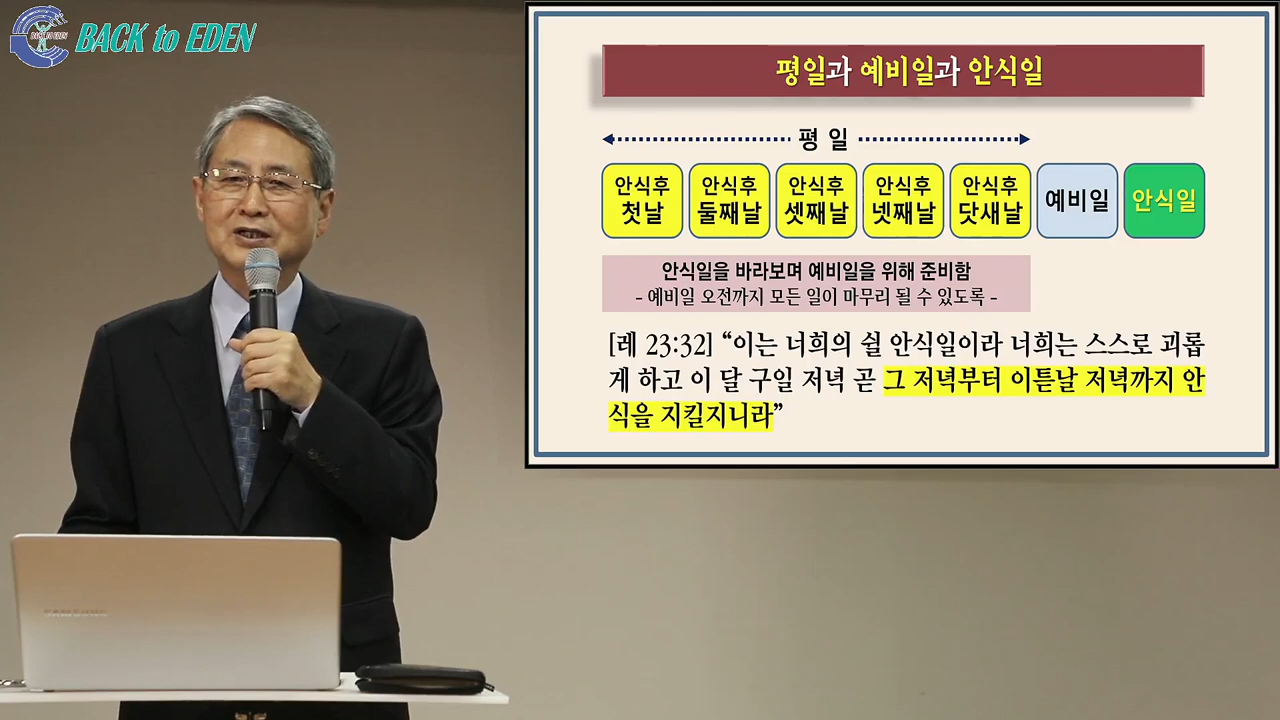 BACK to EDEN
평일과 예비일과 안식일
평 일
안식후 첫날
안식후 둘째날
안식후 셋째날
안식후 넷째날
안식후 닷새날
예비일
안식일
안식일을 바라보며 예비일을 위해 준비함
- 예비일 오전까지 모든 일이 마무리 될 수 있도록 -
[레 23:32] “이는 너희의 쉴 안식일이라 너희는 스스로 괴롭
게 하고 이 달 구일 저녁 곧 그 저녁부터 이튿날 저녁까지 안
식을 지킬지니라”